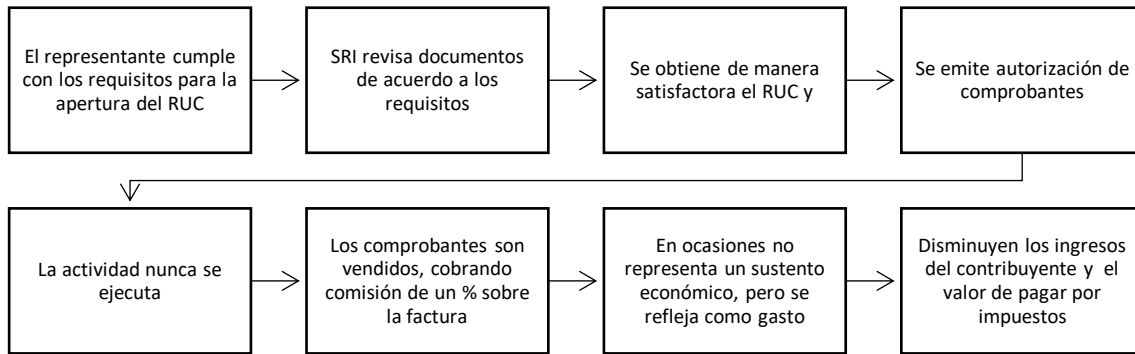 El representante cumple
con los requisitos para la
apertura del RUC
SRI revisa documentos
de acuerdo a los
requisitos
Se obtiene de manera
satisfactora el RUC y
Se emite autorización de
comprobantes
La actividad nunca se
ejecuta
Los comprobantes son
vendidos, cobrando
comisión de un % sobre
la factura
En ocasiones no
representa un sustento
económico, pero se
refleja como gasto
Disminuyen los ingresos
del contribuyente y el
valor de pagar por
impuestos